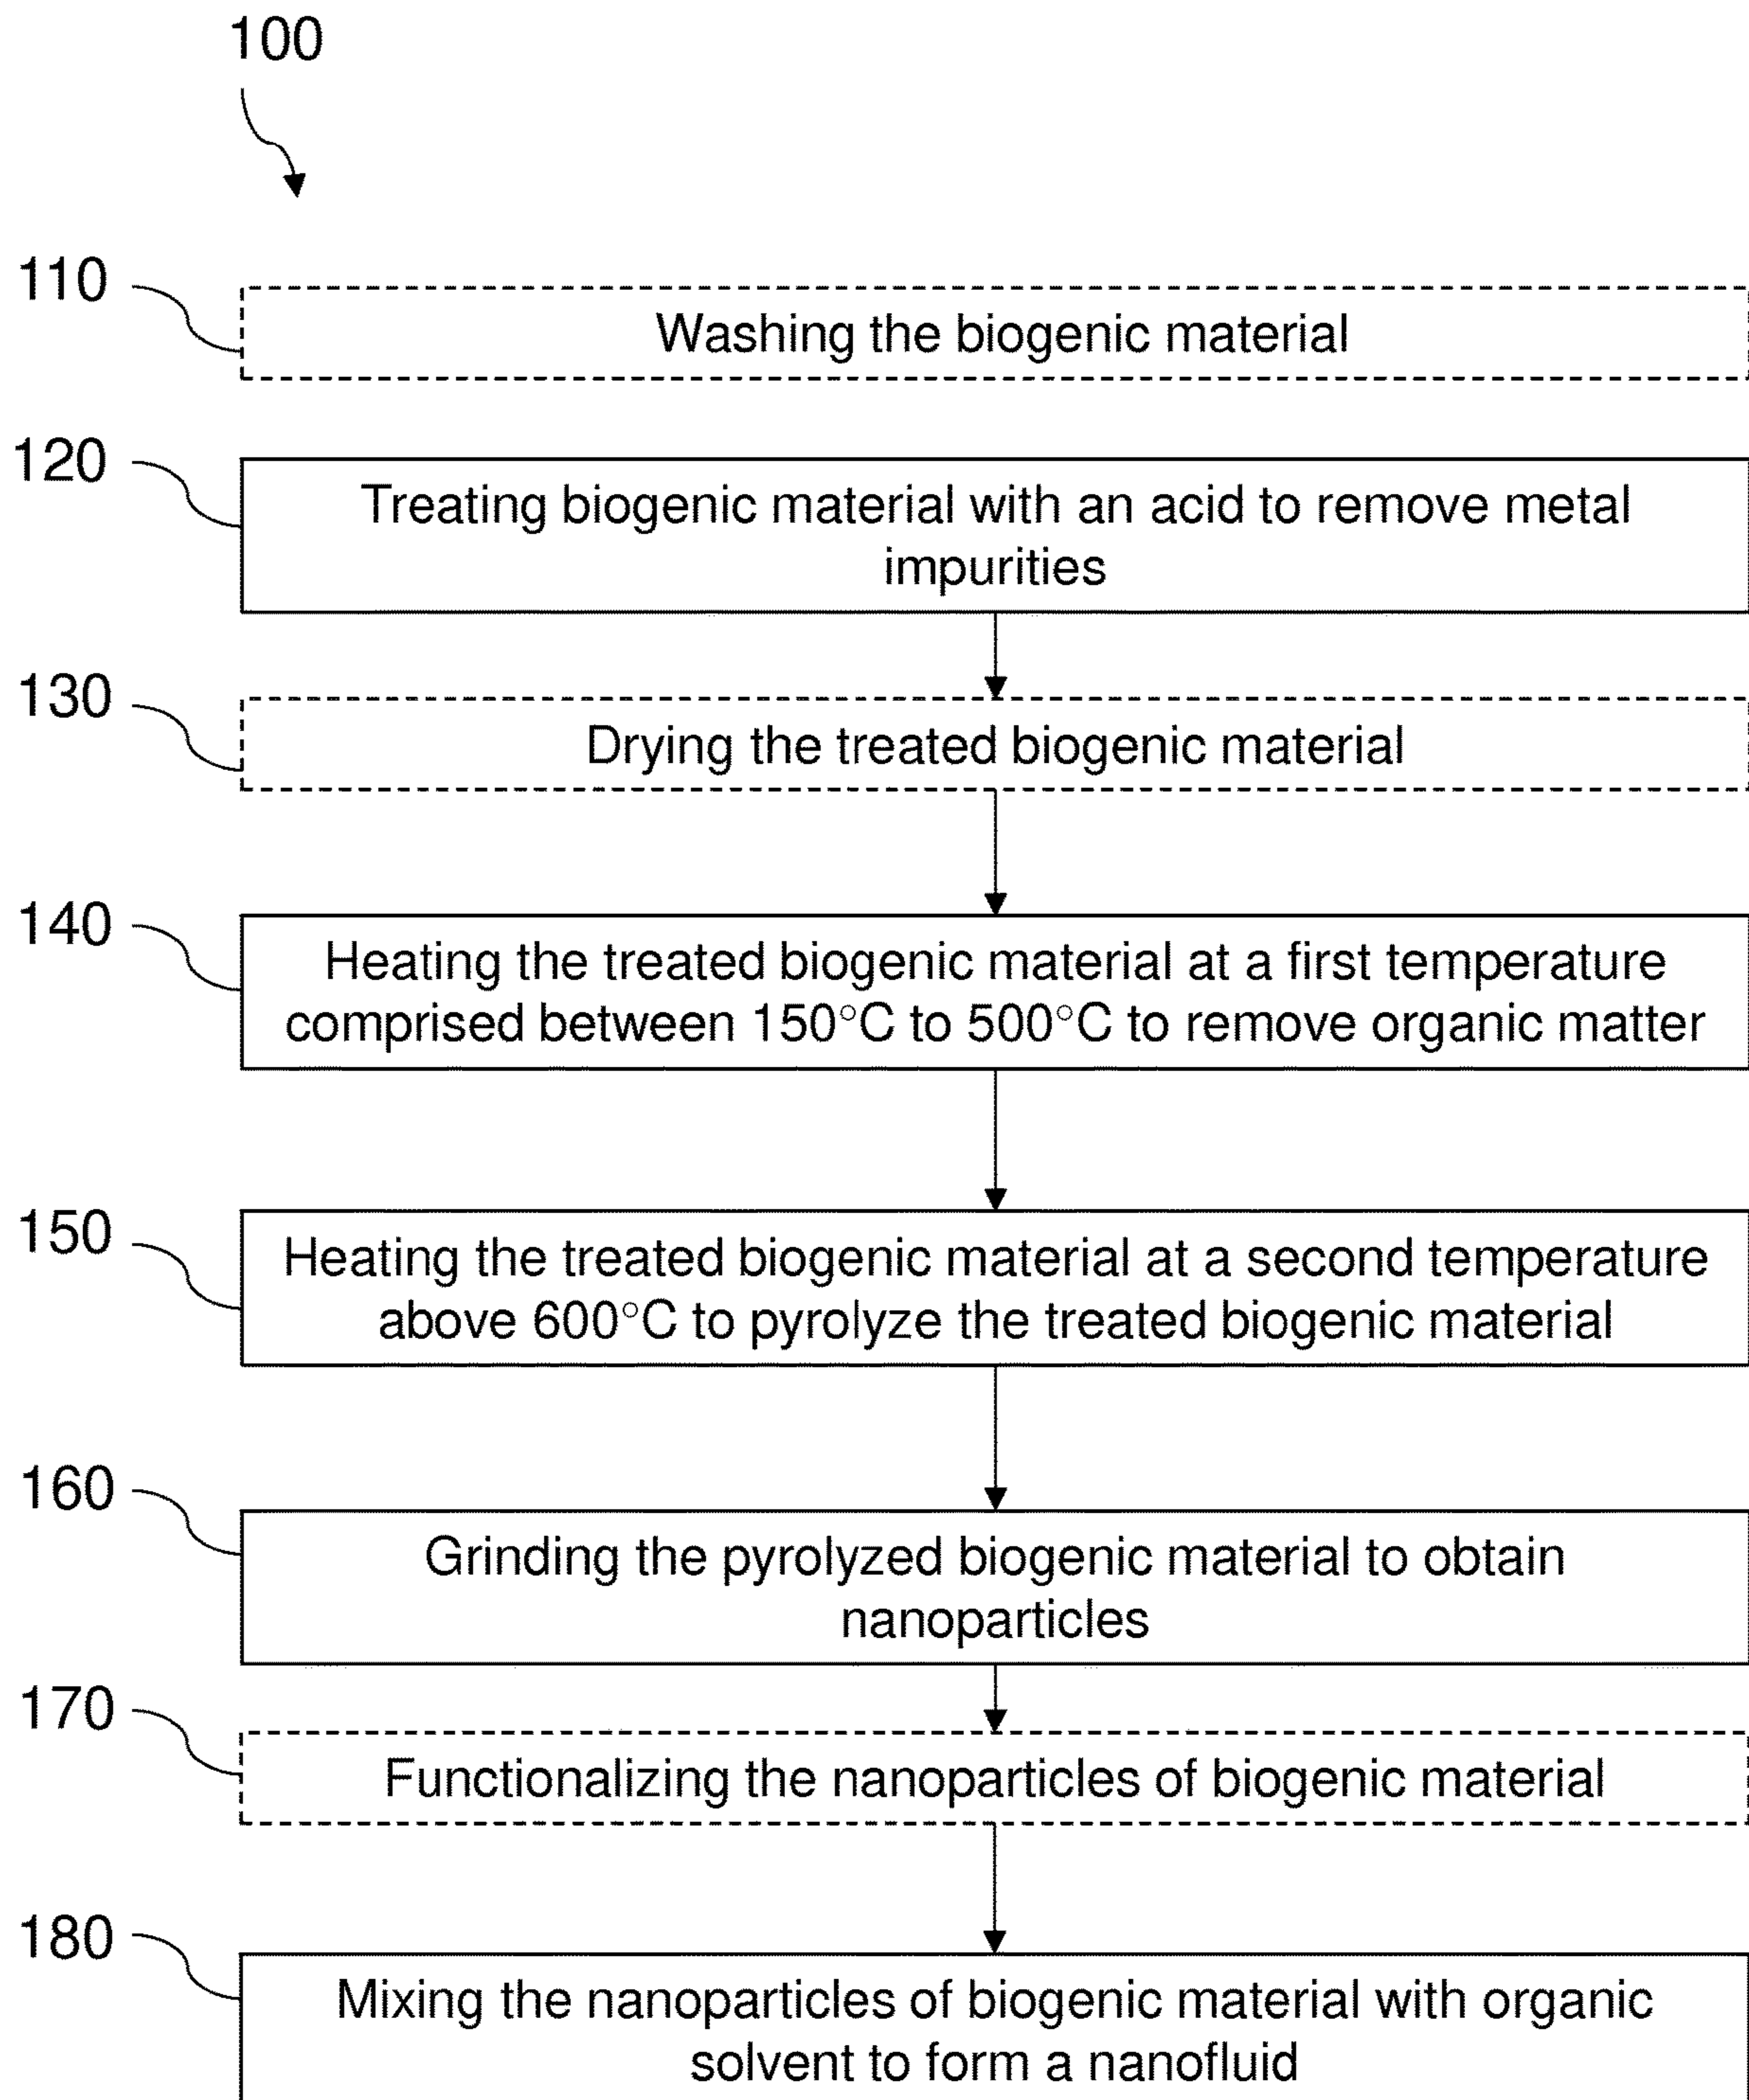 100
110
Washing the biogenic material
120
Treating biogenic material with an acid to remove metal
impurities
130
Drying the treated biogenic material
140
Heating the treated biogenic material at a first temperature
comprised between 150°C to 500°C to remove organic matter
150
Heating the treated biogenic material at a second temperature
above 600°C to pyrolyze the treated biogenic material
160
Grinding the pyrolyzed biogenic material to obtain
nanoparticles
170
Functionalizing the nanoparticles of biogenic material
180
Mixing the nanoparticles of biogenic material with organic
solvent to form a nanofluid